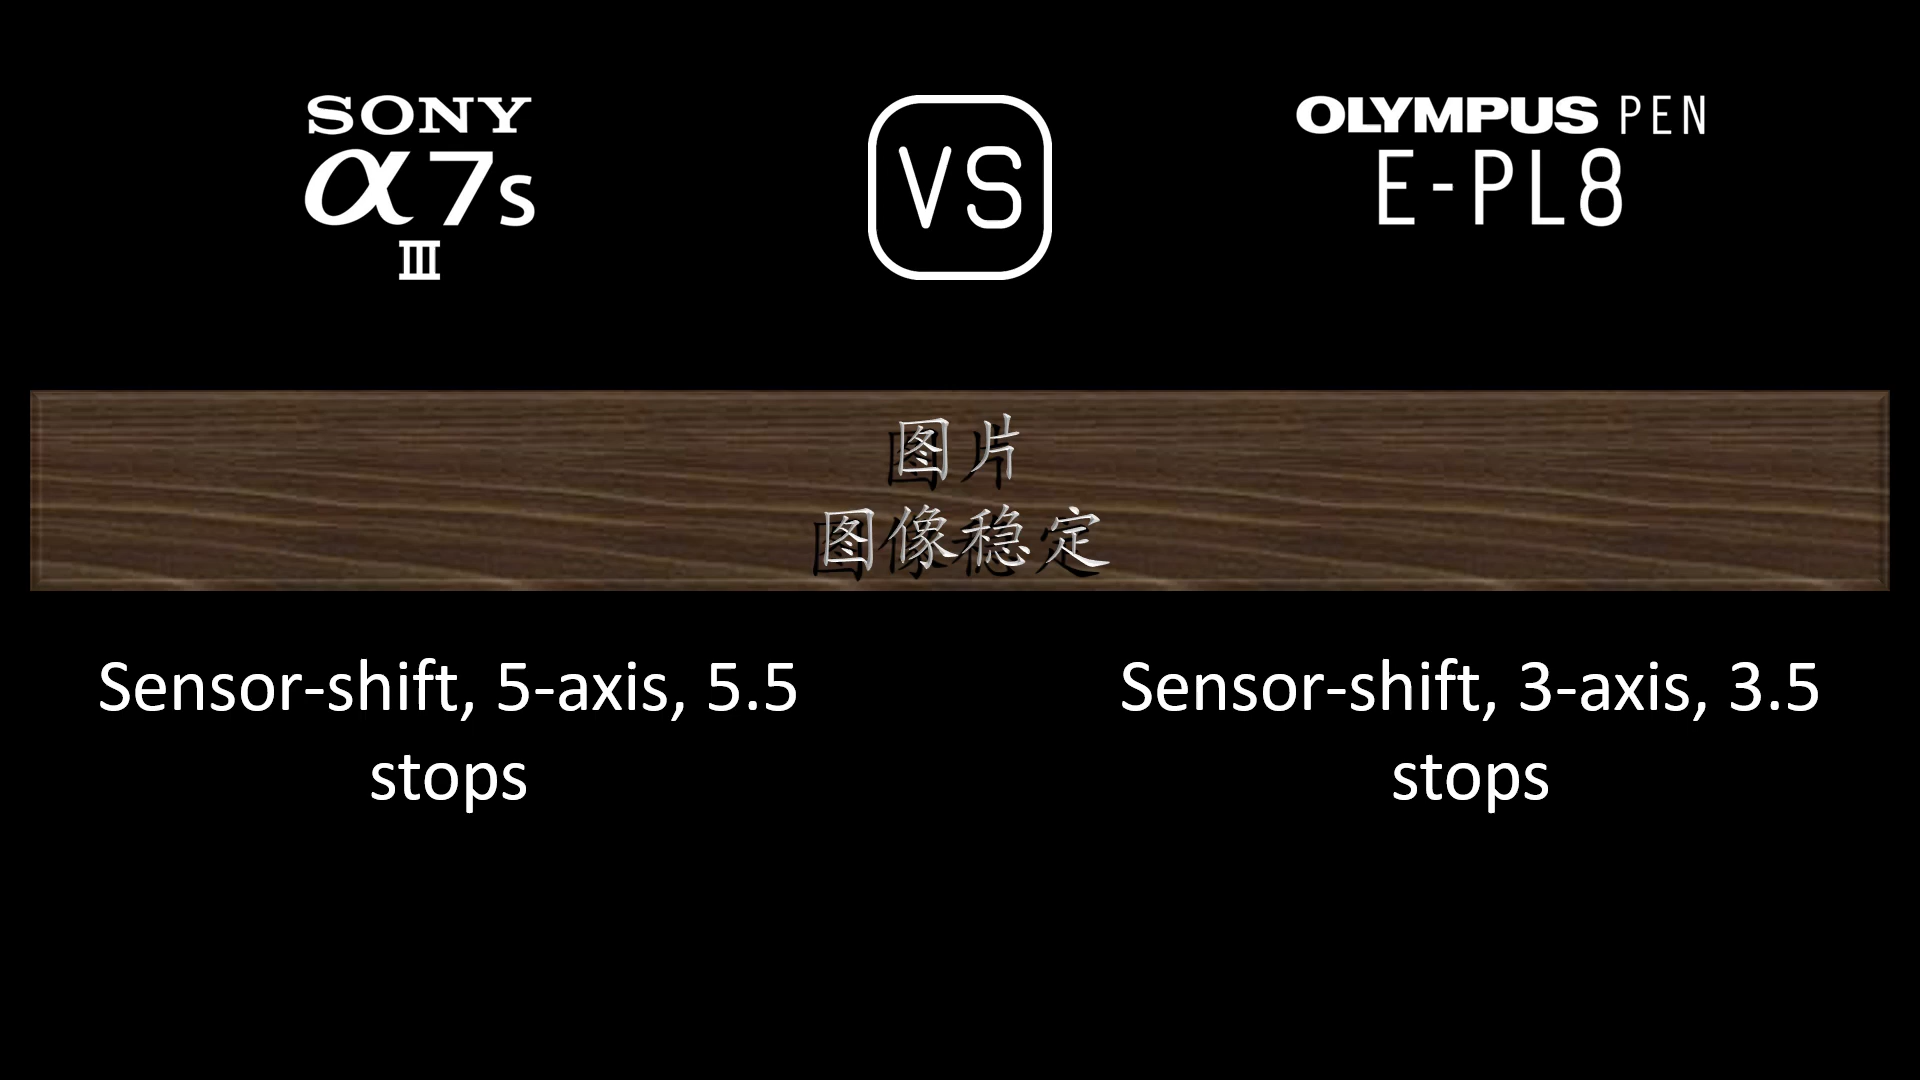 SONY
α7s
III
VS
OLYMPUS PEN
E-PL8
图片
图像稳定
Sensor-shift, 5-axis, 5.5
stops
Sensor-shift, 3-axis, 3.5
stops